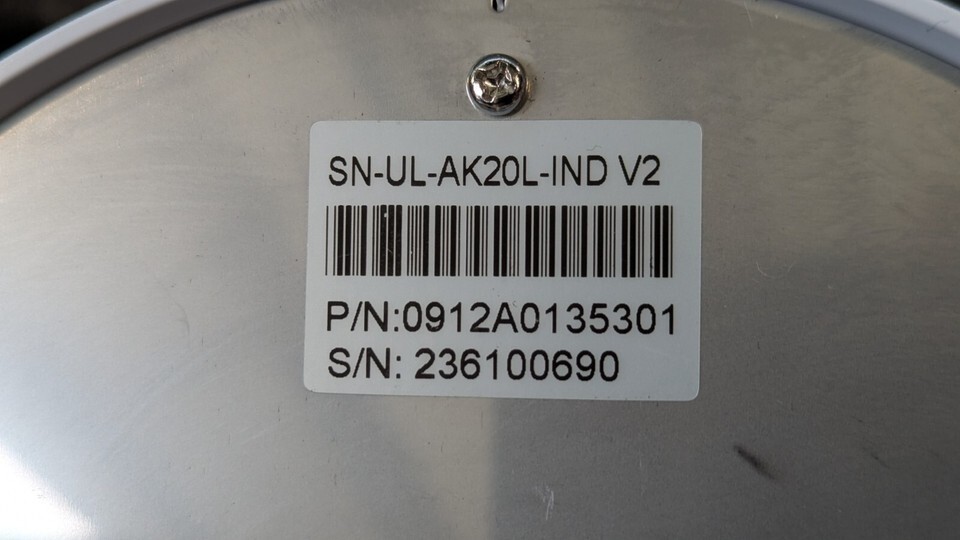 SN-UL-AK20L-IND V2
P/N:0912A0135301
S/N: 236100690